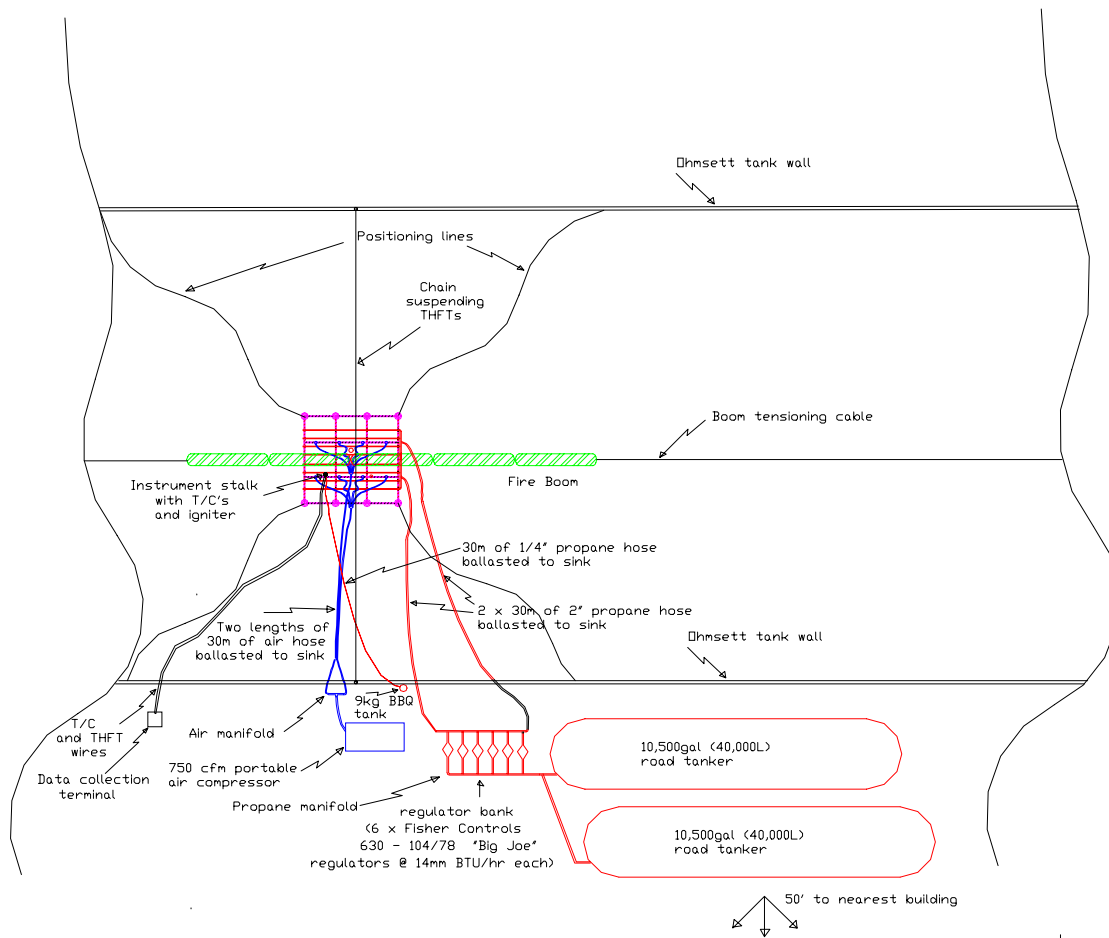 Ohmsett tank wall
Positioning lines
Chain
suspending
THFTs
Boom tensioning cable
Fire Boom
Instrument stalk
with T/C's
and igniter
30m of 1/4" propane hose
ballasted to sink
2 x 30m of 2" propane hose
ballasted to sink
Two lengths of
30m of air hose
ballasted to sink
Ohmsett tank wall
9kg BBQ
tank
T/C
and THFT
wires
Air manifold
Data collection
terminal
750 cfm portable
air compressor
Propane manifold
regulator bank
(6 x Fisher Controls
630 - 104/78 "Big Joe"
regulators @ 14mm BTU/hr each)
10,500gal (40,000L)
road tanker
10,500gal (40,000L)
road tanker
50' to nearest building